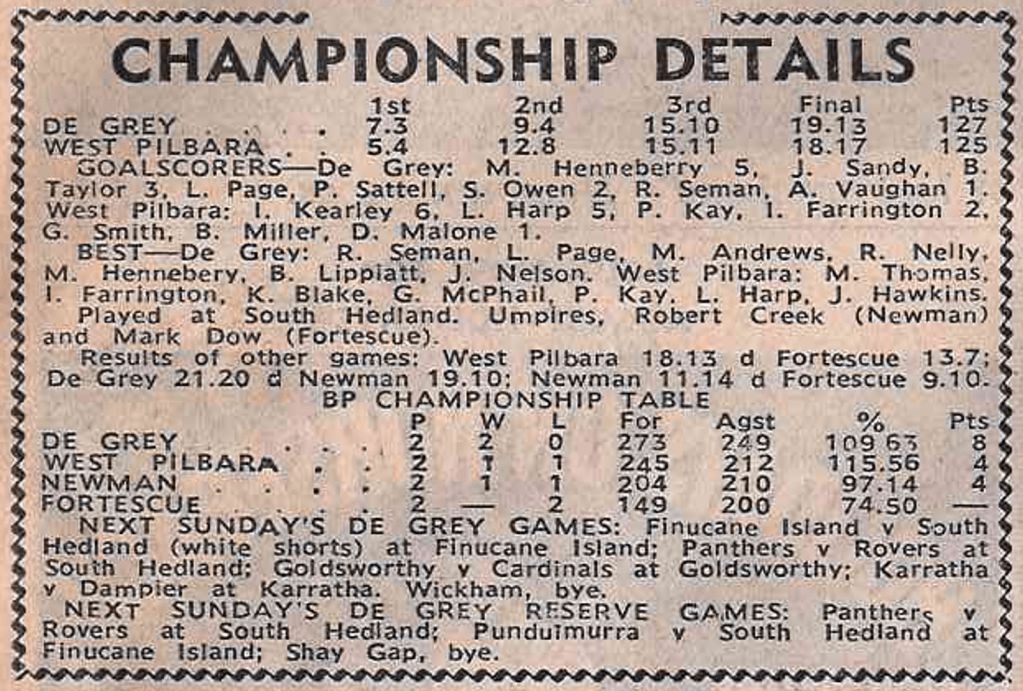 CHAMPIONSHIP DETAILS
1st 2nd 3rd Final Pts
DE GREY . . . . . 7.3 9.4 15.10 19.13 127
WEST PILBARA . . 5.4 12.8 15.11 18.17 125
GOALSCORERS—De Grey: M. Henneberry 5, J. Sandy, B.
Taylor 3, L. Page, P. Sattell, S. Owen 2, R. Seman, A. Vaughan 1.
West Pilbara: I. Kearley 6, L. Harp 5, P. Kay, I. Farrington 2,
G. Smith, B. Miller, D. Malone 1.
BEST—De Grey: R. Seman, L. Page, M. Andrews, R. Nelly,
M. Hennebery, B. Lippiatt, J. Nelson. West Pilbara: M. Thomas,
I. Farrington, K. Blake, G. McPhail, P. Kay, L. Harp, J. Hawkins.
Played at South Hedland. Umpires, Robert Creek (Newman)
and Mark Dow (Fortescue).
Results of other games: West Pilbara 18.13 d Fortescue 13.7;
De Grey 21.20 d Newman 19.10; Newman 11.14 d Fortescue 9.10.
BP CHAMPIONSHIP TABLE
P W L For Agst % Pts
DE GREY . . . . . 2 2 0 273 249 109.63 8
WEST PILBARA . . 2 1 1 245 212 115.56 4
NEWMAN . . . . . 2 1 1 204 210 97.14 4
FORTESCUE . . . . 2 — 2 149 200 74.50 —
NEXT SUNDAY'S DE GREY GAMES: Finucane Island v South
Hedland (white shorts) at Finucane Island; Panthers v Rovers at
South Hedland; Goldsworthy v Cardinals at Goldsworthy; Karratha
v Dampier at Karratha. Wickham, bye.
NEXT SUNDAY'S DE GREY RESERVE GAMES: Panthers v
Rovers at South Hedland; Pundulmurra v South Hedland at
Finucane Island; Shay Gap, bye.